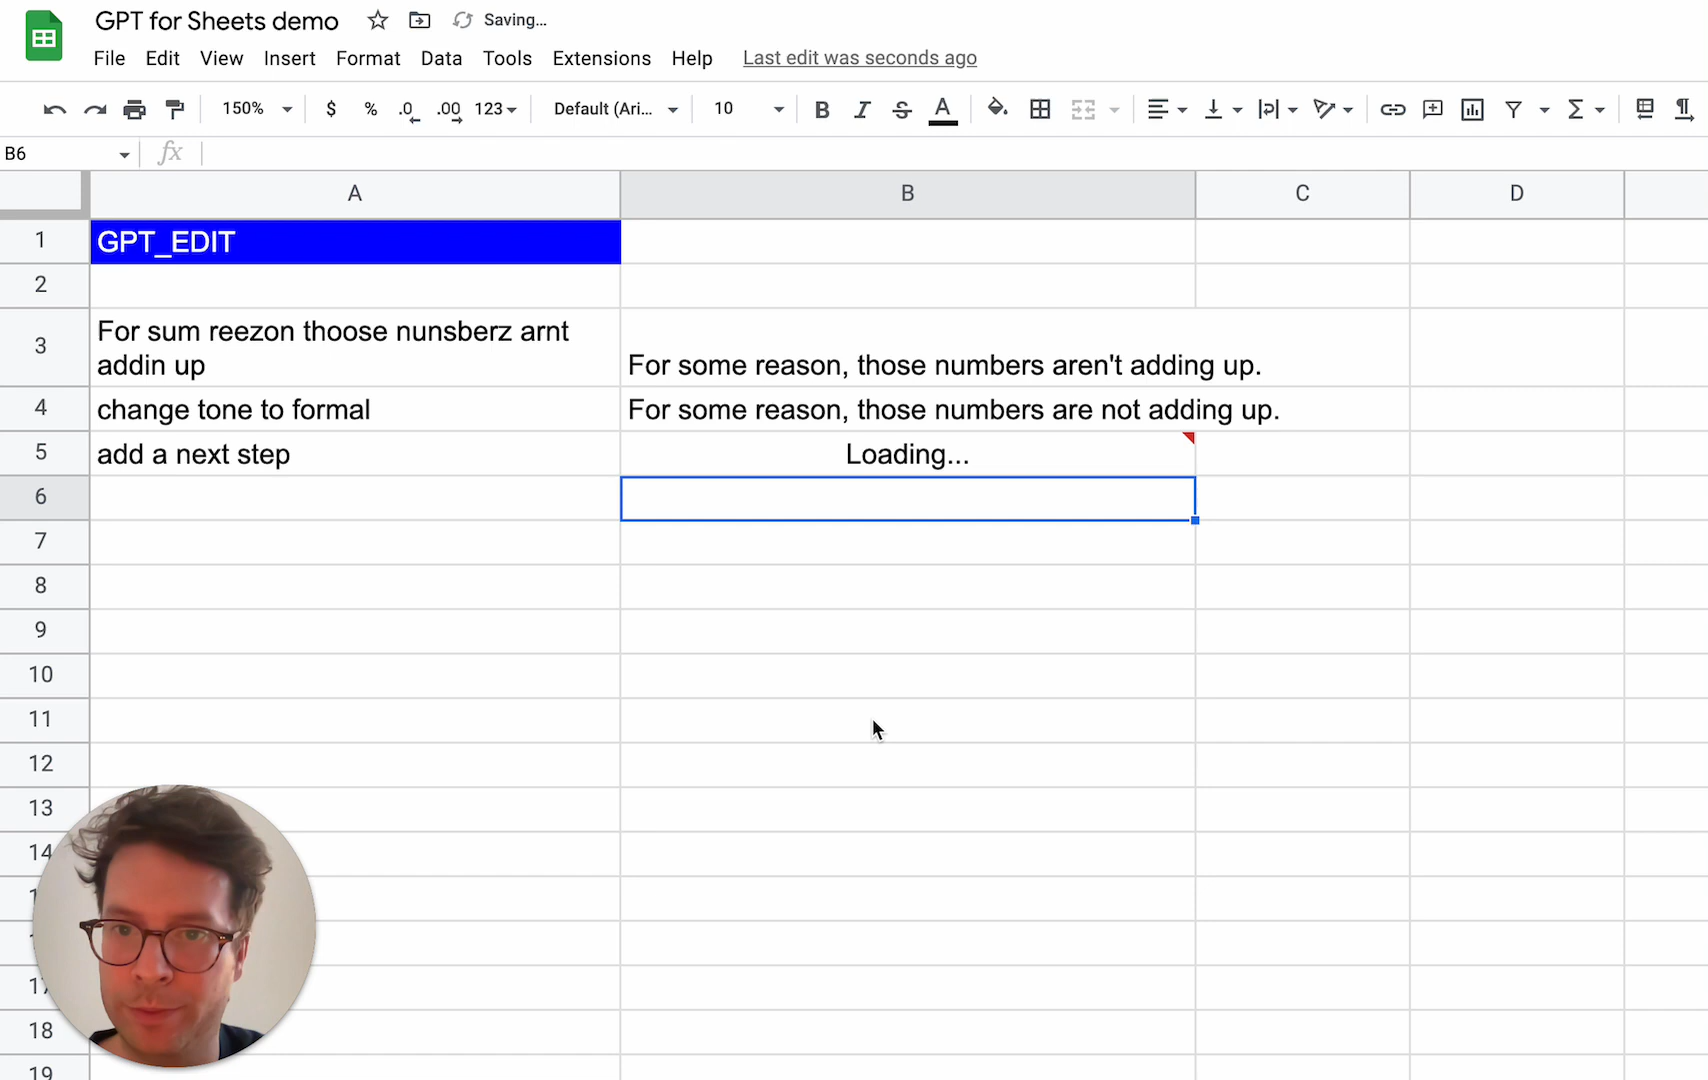 GPT for Sheets demo Saving...
File Edit View Insert Format Data Tools Extensions Help Last edit was seconds ago
150% $ % .0 .00 123 Default (Ari... 10 B I S A
B6 fx
A B C D
1 GPT_EDIT
2
3 For sum reezon thoose nunsberz arnt
addin up For some reason, those numbers aren't adding up.
4 change tone to formal For some reason, those numbers are not adding up.
5 add a next step Loading...
6
7
8
9
10
11
12
13
14
17
18
19